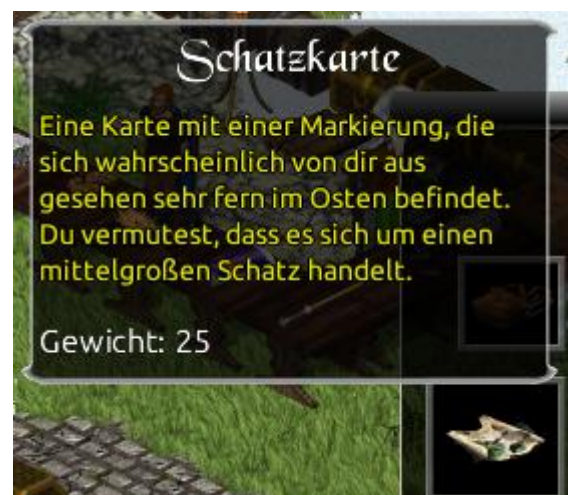 Schatzkarte
Eine Karte mit einer Markierung, die
sich wahrscheinlich von dir aus
gesehen sehr fern im Osten befindet.
Du vermutest, dass es sich um einen
mittelgroßen Schatz handelt.
Gewicht: 25